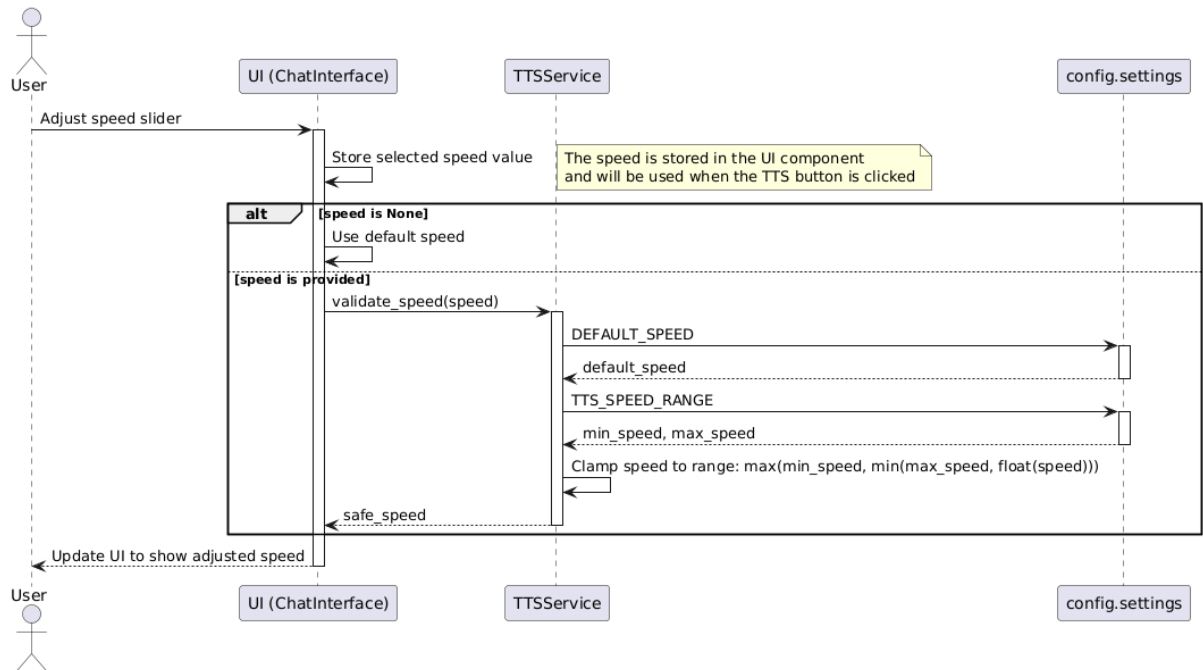 User
UI (ChatInterface)
TTSService
config.settings
Adjust speed slider
Store selected speed value
The speed is stored in the UI component
and will be used when the TTS button is clicked
alt
[speed is None]
Use default speed
[speed is provided]
validate_speed(speed)
DEFAULT_SPEED
default_speed
TTS_SPEED_RANGE
min_speed, max_speed
Clamp speed to range: max(min_speed, min(max_speed, float(speed)))
safe_speed
Update UI to show adjusted speed
User
UI (ChatInterface)
TTSService
config.settings